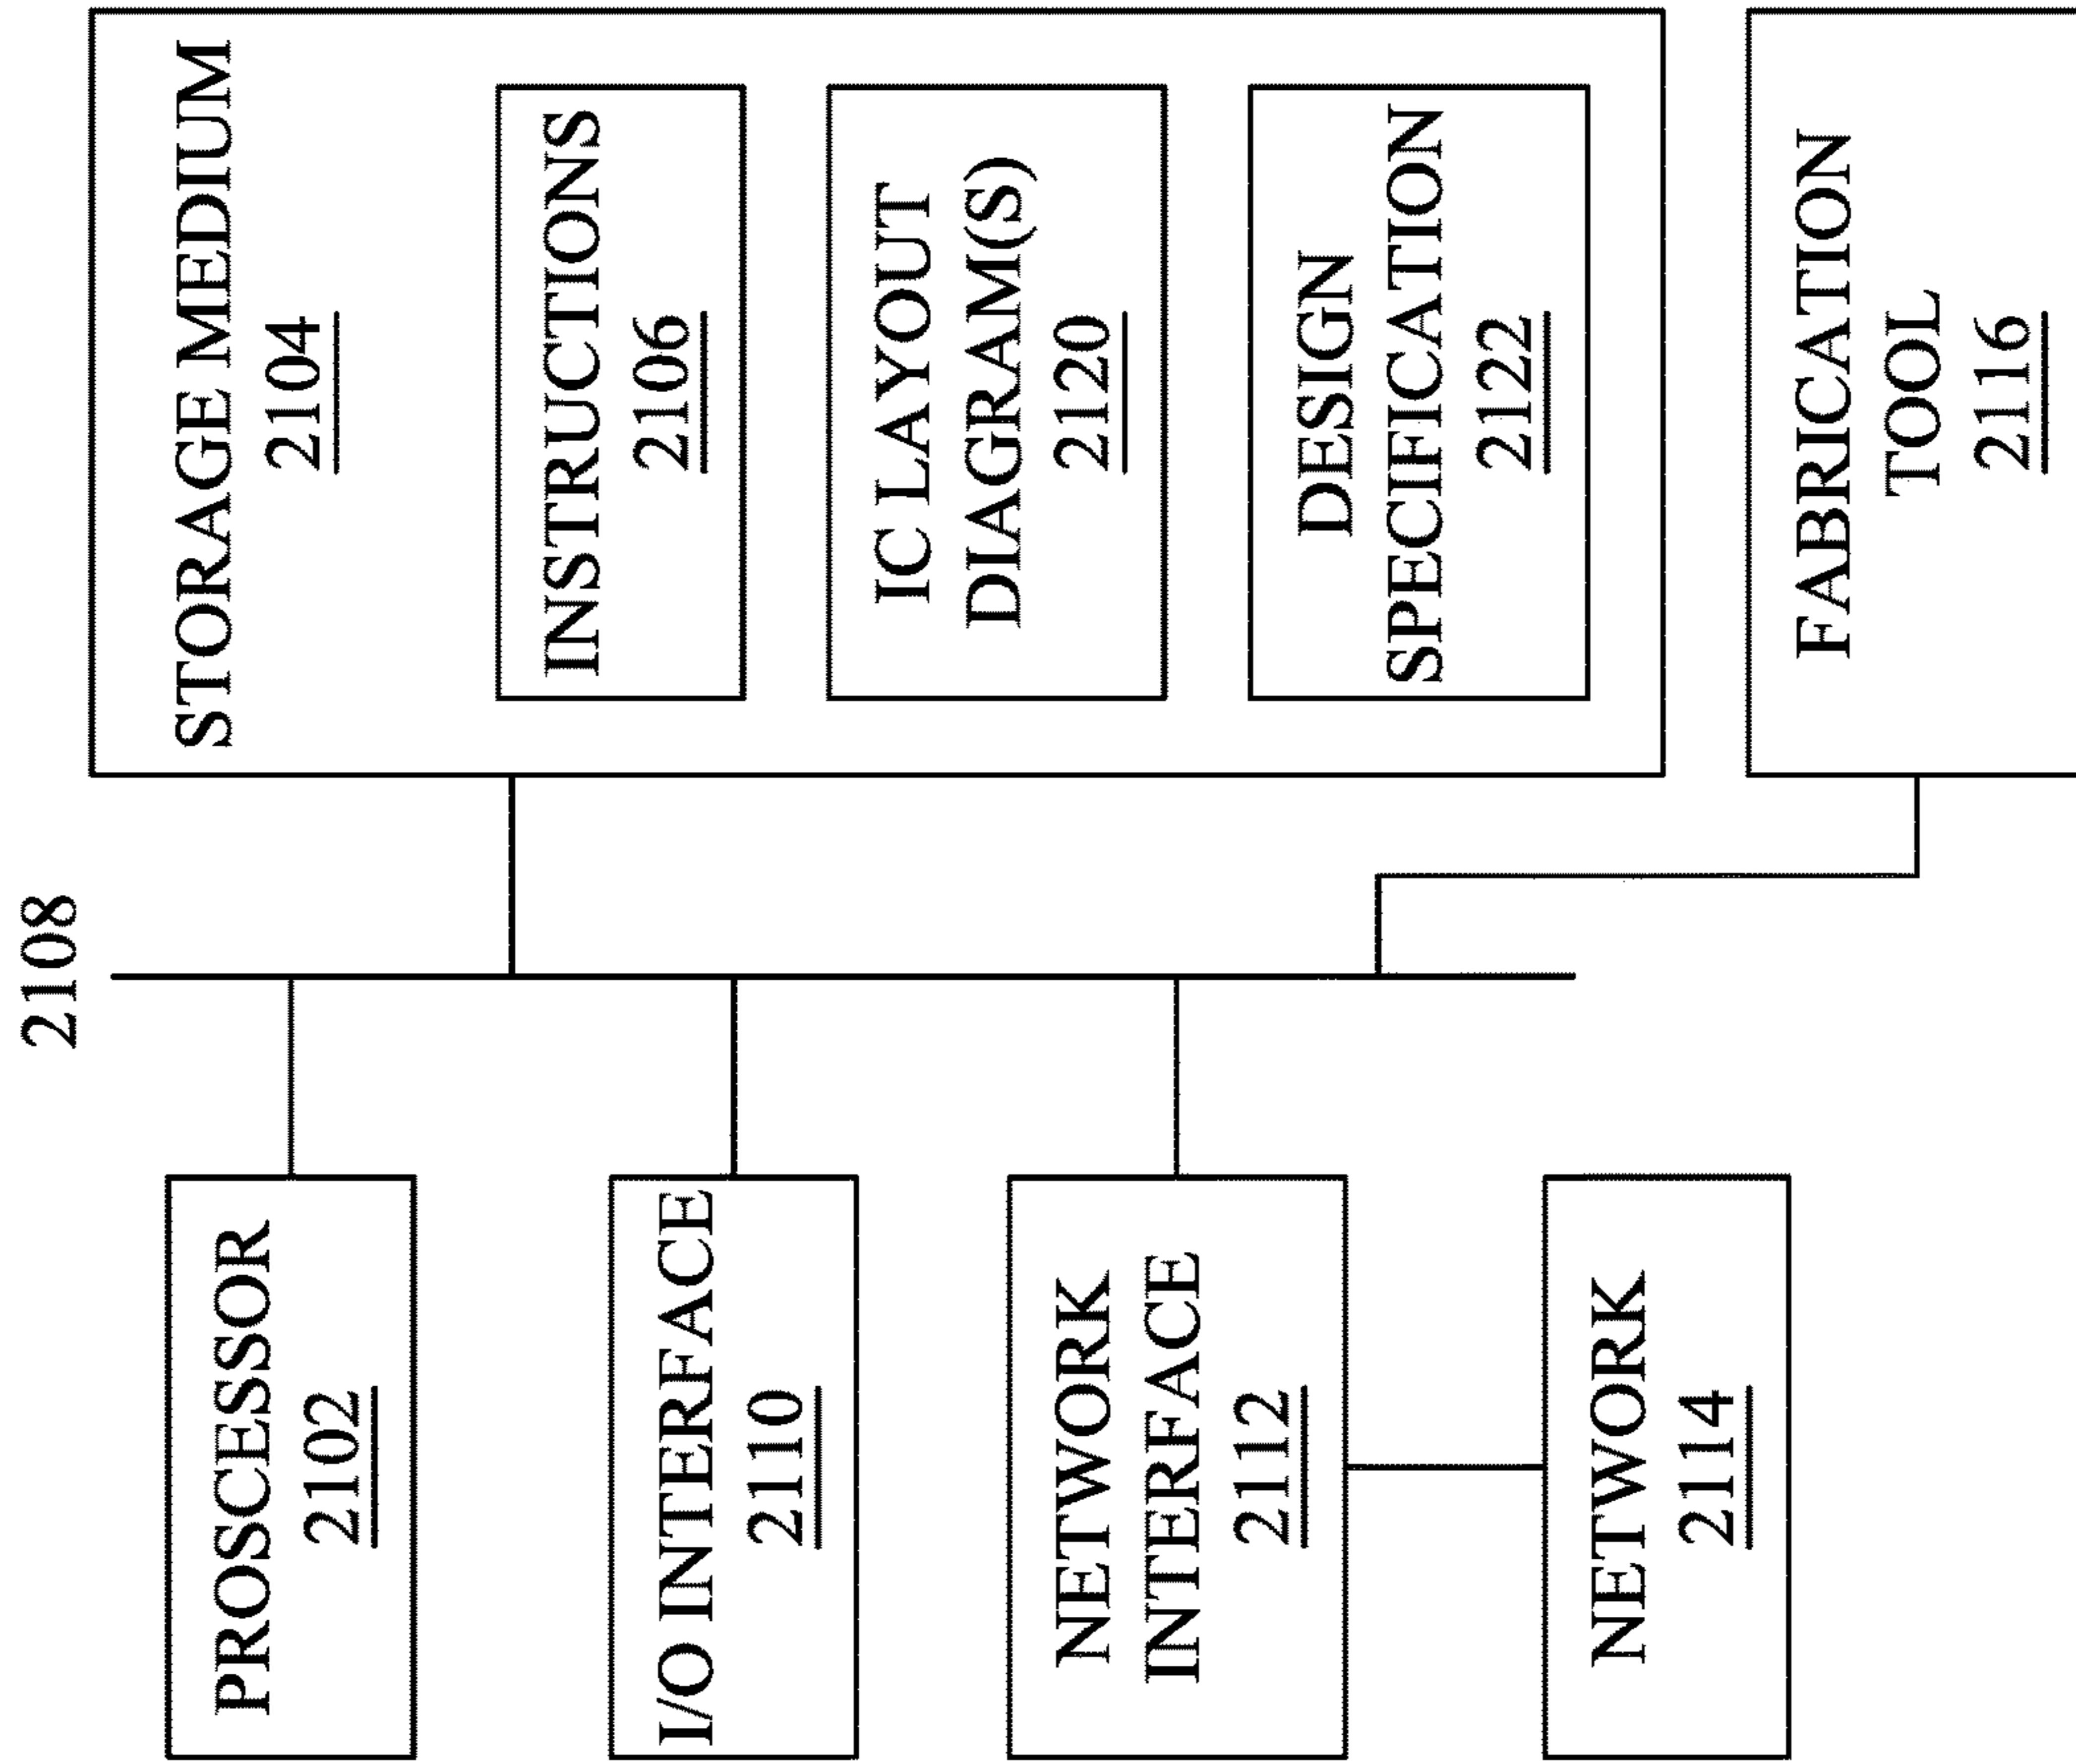 2108
PROSCESSOR
2102
I/O INTERFACE
2110
NETWORK
INTERFACE
2112
NETWORK
2114
STORAGE MEDIUM
2104
INSTRUCTIONS
2106
IC LAYOUT
DIAGRAM(S)
2120
DESIGN
SPECIFICATION
2122
FABRICATION
TOOL
2116